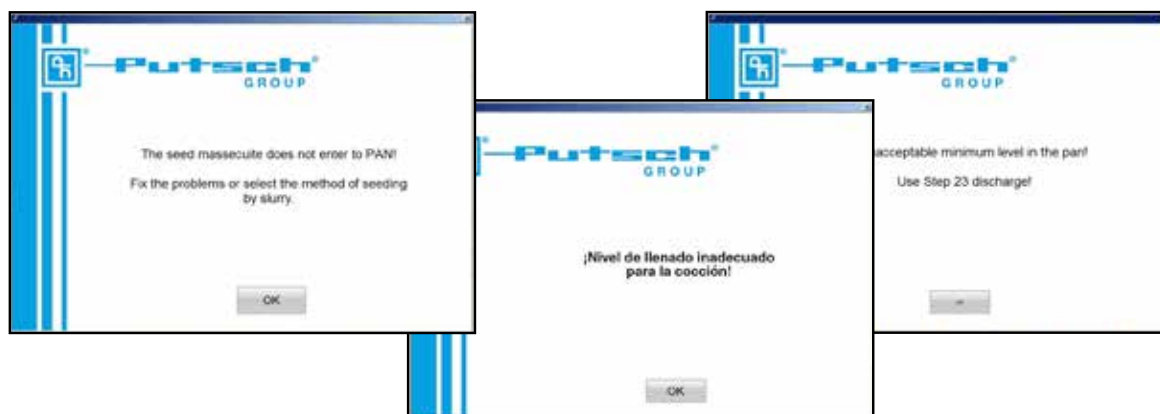 Putsch®
GROUP
The seed massecuite does not enter to PAN!
Fix the problems or select the method of seeding
by slurry.
OK
Putsch®
GROUP
¡Nivel de llenado inadecuado
para la cocción!
OK
Putsch®
GROUP
acceptable minimum level in the pan!
Use Step 23 discharge!